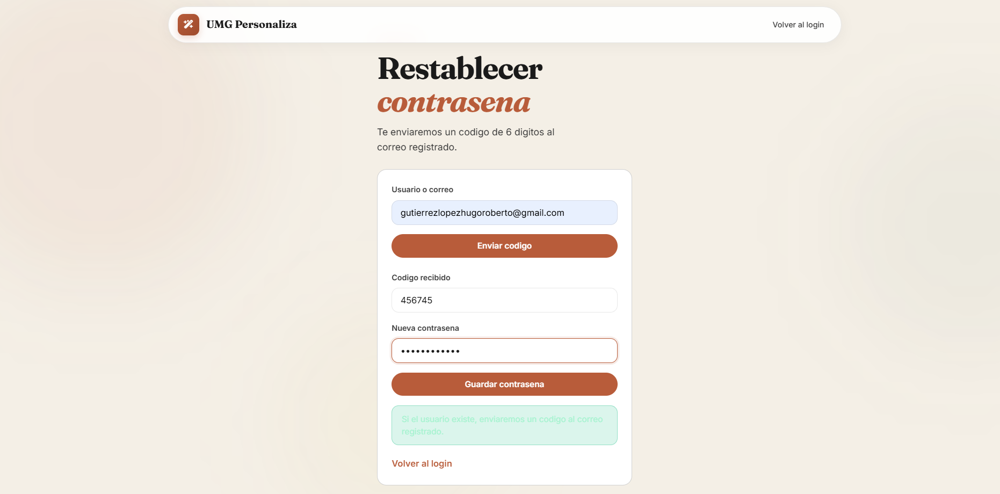 UMG Personaliza
Volver al login
Restablecer
contrasena
Te enviaremos un codigo de 6 digitos al
correo registrado.
Usuario o correo
gutierrezlopezhugoroberto@gmail.com
Enviar codigo
Codigo recibido
456745
Nueva contrasena
••••••••••••
Guardar contrasena
Si el usuario existe, enviaremos un codigo al correo
registrado.
Volver al login